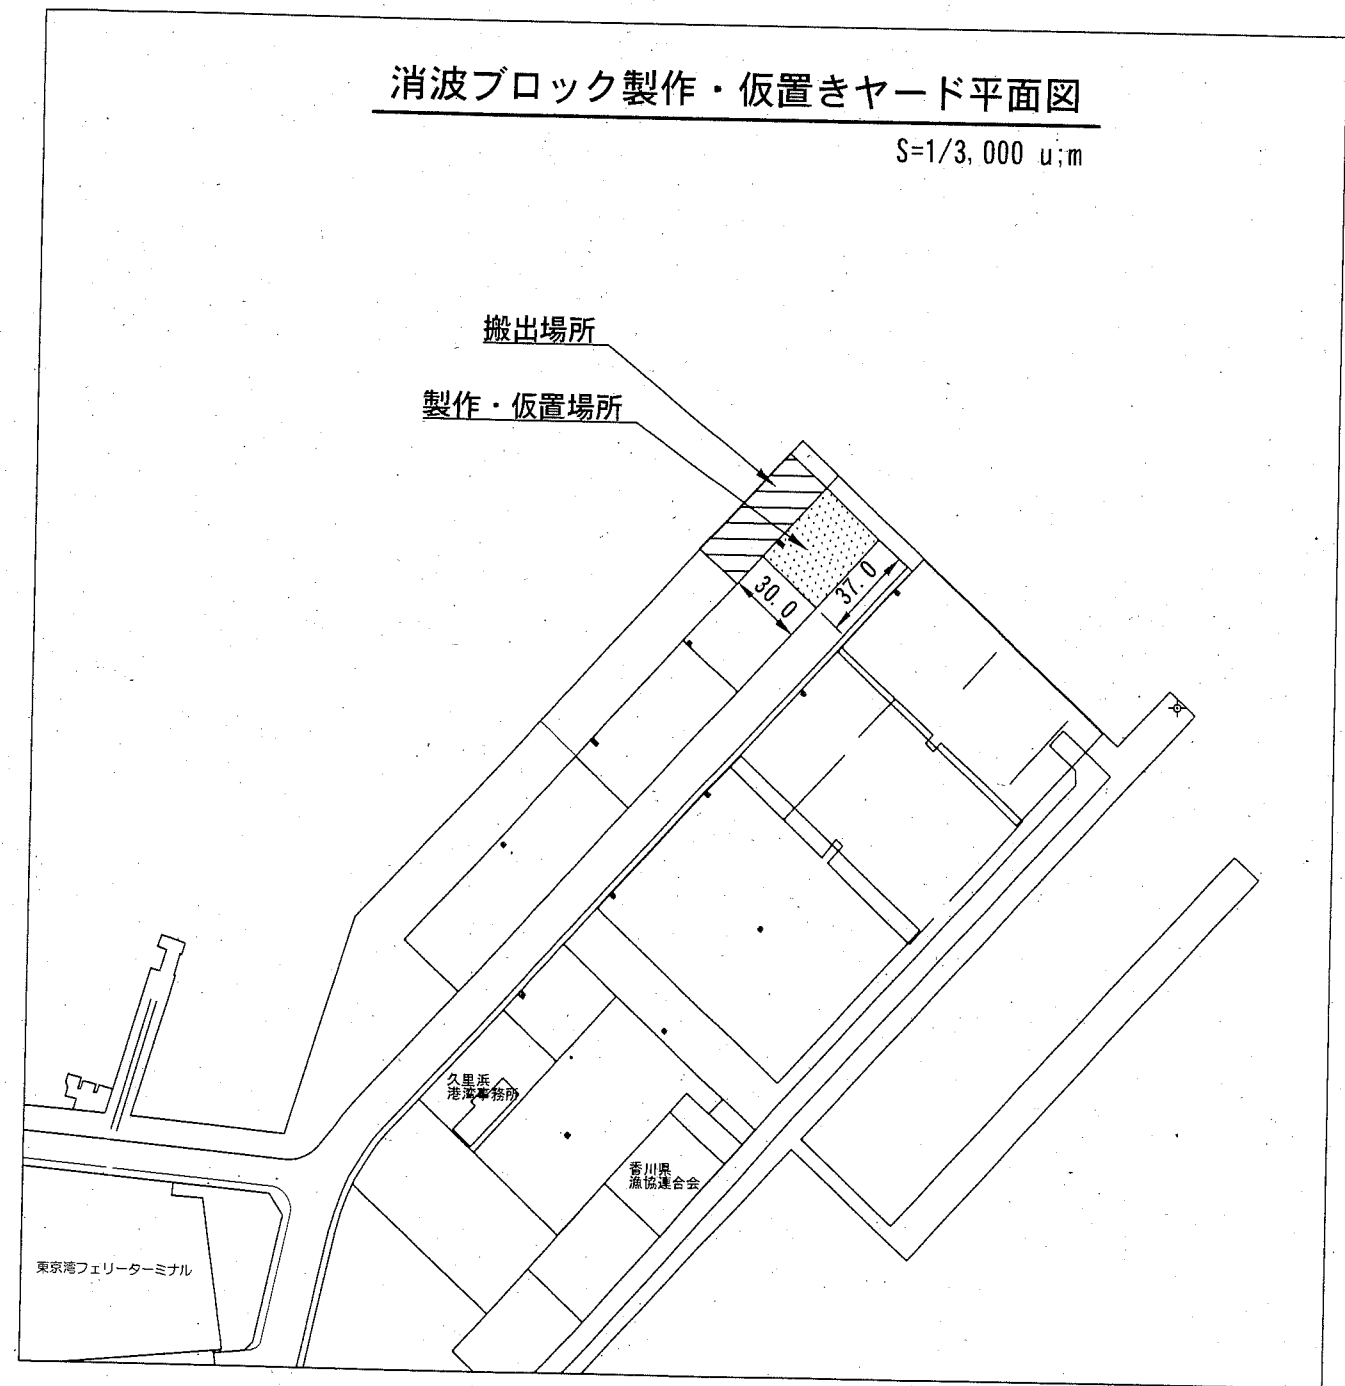 消波ブロック製作・仮置きヤード平面図
S=1/3,000 u;m
搬出場所
製作・仮置場所
30.0
37.0
久里浜
港湾事務所
香川県
漁協連合会
東京湾フェリーターミナル